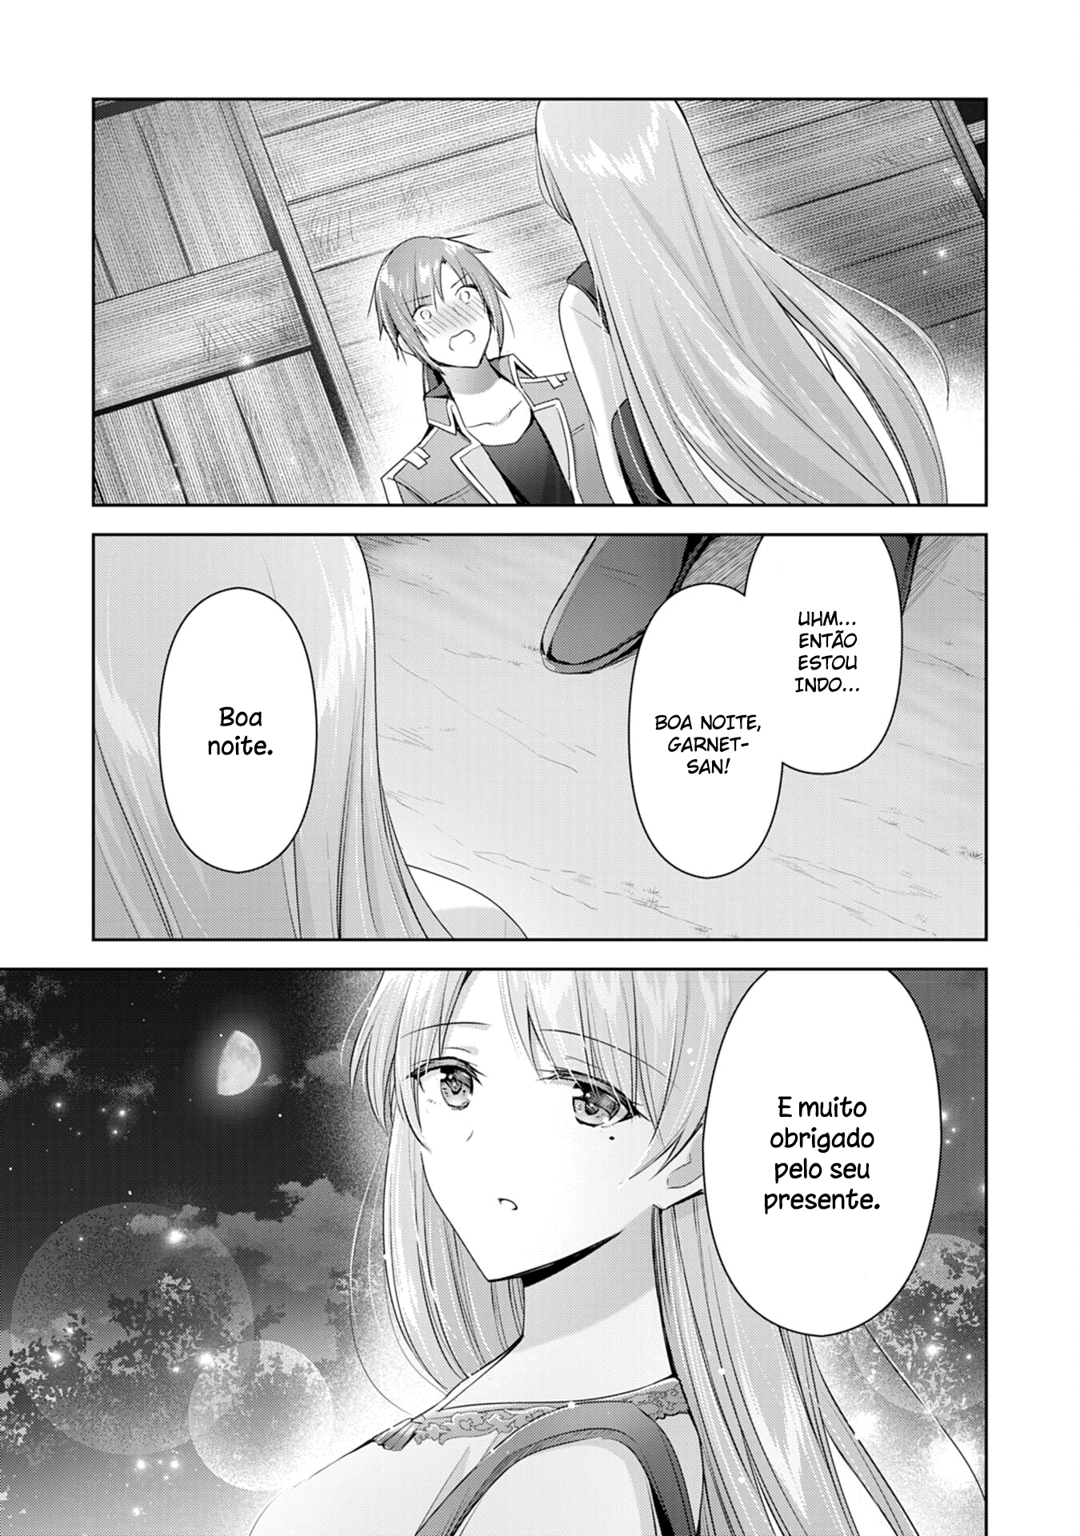 UHM...
ENTÃO
ESTOU
INDO...
BOA NOITE,
GARNET-
SAN!
Boa
noite.
E muito
obrigado
pelo seu
presente.